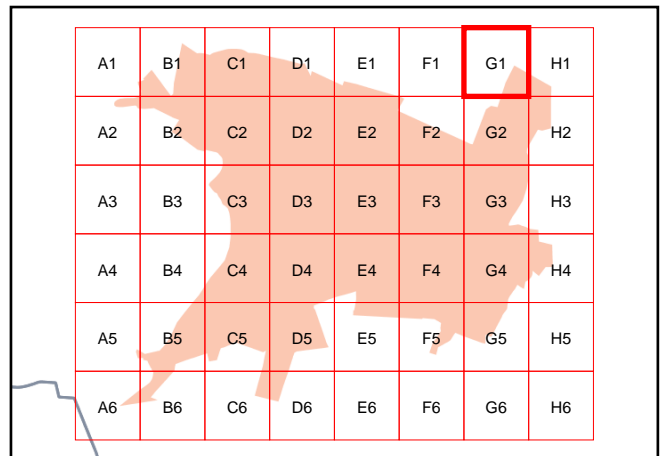 A1 B1 C1 D1 E1 F1 G1 H1
A2 B2 C2 D2 E2 F2 G2 H2
A3 B3 C3 D3 E3 F3 G3 H3
A4 B4 C4 D4 E4 F4 G4 H4
A5 B5 C5 D5 E5 F5 G5 H5
A6 B6 C6 D6 E6 F6 G6 H6